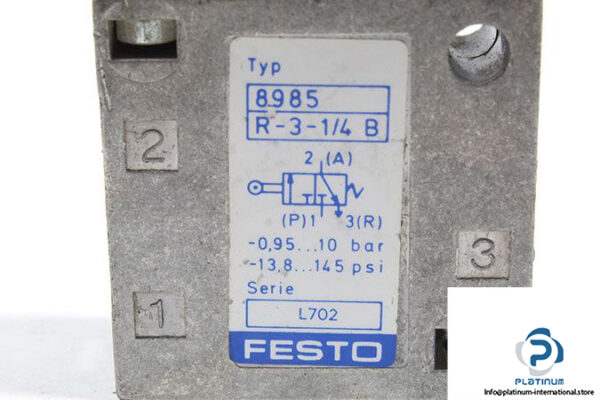 Typ
8985
R-3-1/4 B
2 (A)
(P)1 3(R)
-0,95...10 bar
-13,8...145 psi
Serie
L702
FESTO
2
1
3
PLATINUM
Info@platinum-international.store